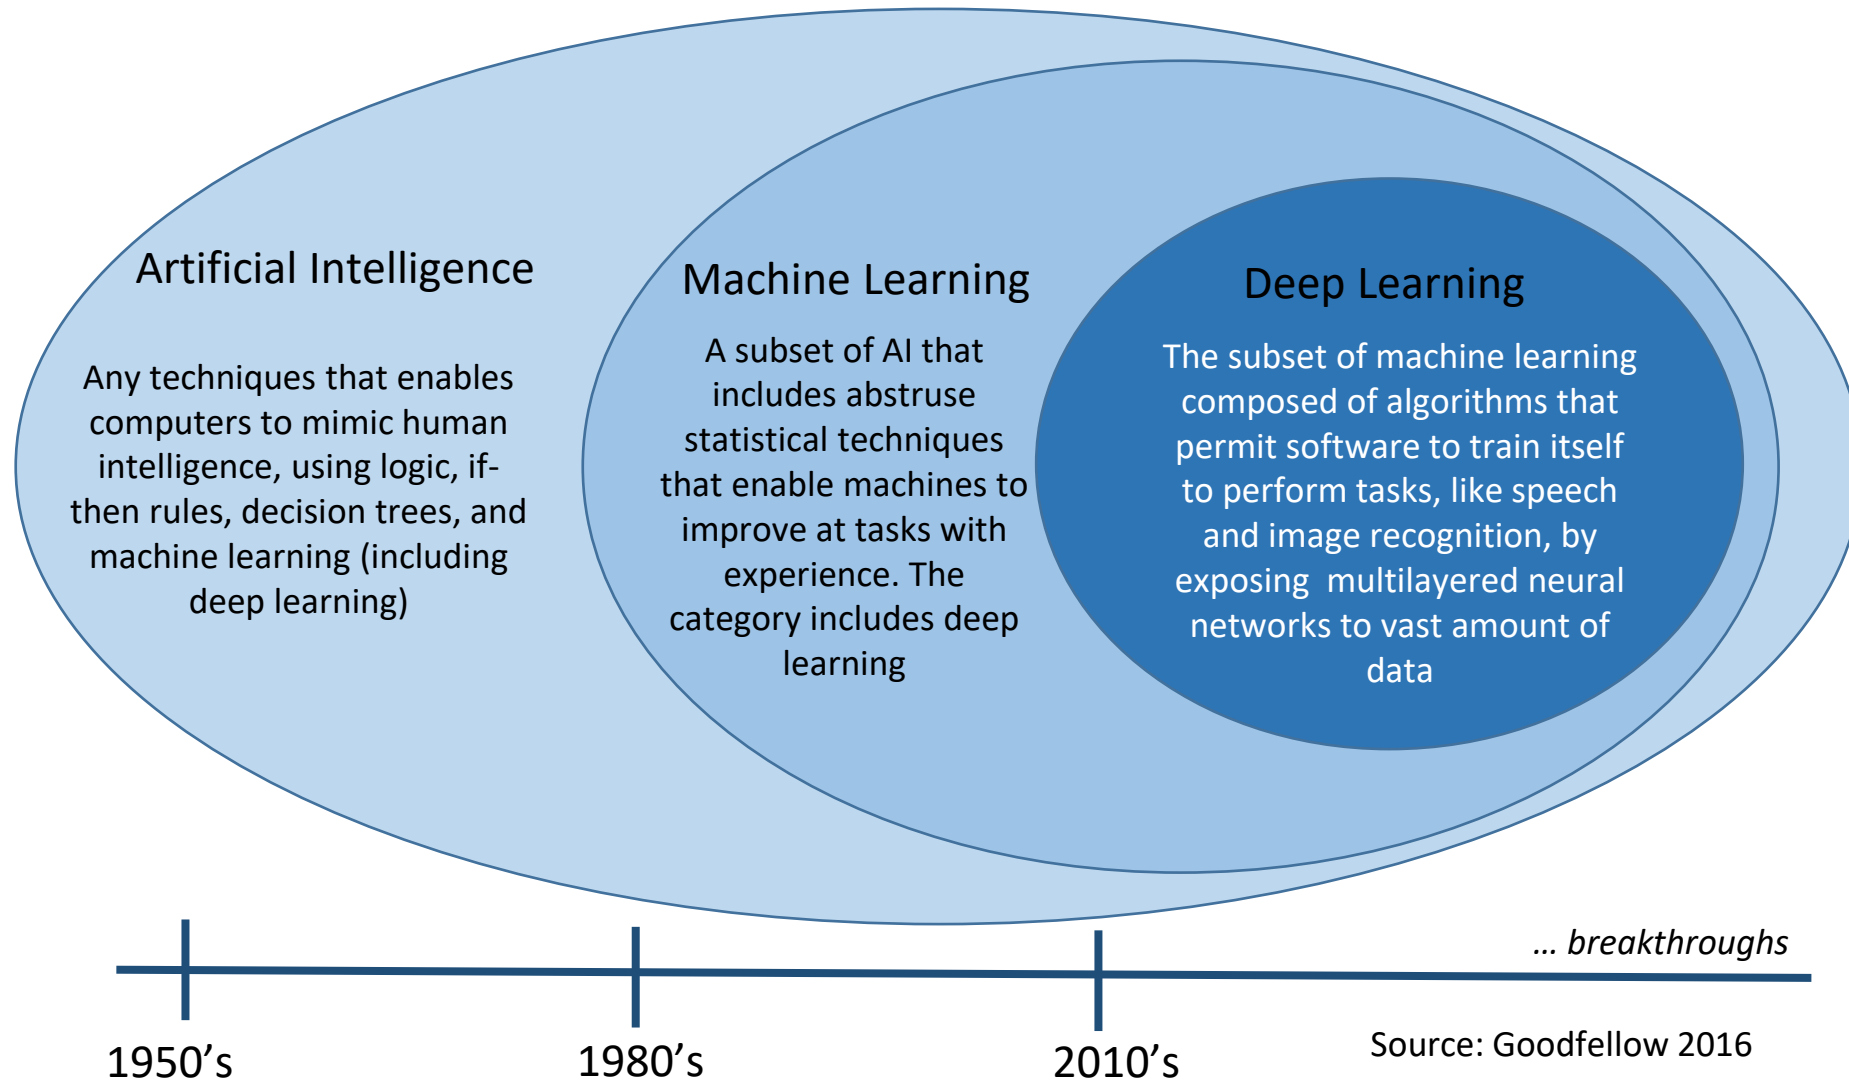 Artificial Intelligence
Any techniques that enables
computers to mimic human
intelligence, using logic, if-
then rules, decision trees, and
machine learning (including
deep learning)
Machine Learning
A subset of AI that
includes abstruse
statistical techniques
that enable machines to
improve at tasks with
experience. The
category includes deep
learning
Deep Learning
The subset of machine learning
composed of algorithms that
permit software to train itself
to perform tasks, like speech
and image recognition, by
exposing  multilayered neural
networks to vast amount of
data
... breakthroughs
1950’s
1980’s
2010’s
Source: Goodfellow 2016